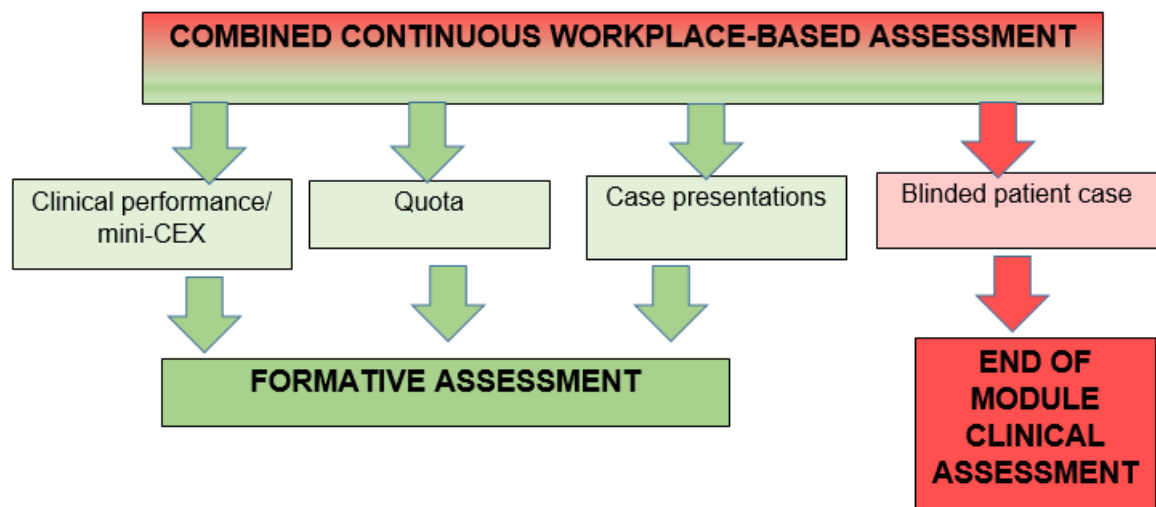 COMBINED CONTINUOUS WORKPLACE-BASED ASSESSMENT
Clinical performance/
mini-CEX
Quota
Case presentations
Blinded patient case
FORMATIVE ASSESSMENT
END OF
MODULE
CLINICAL
ASSESSMENT